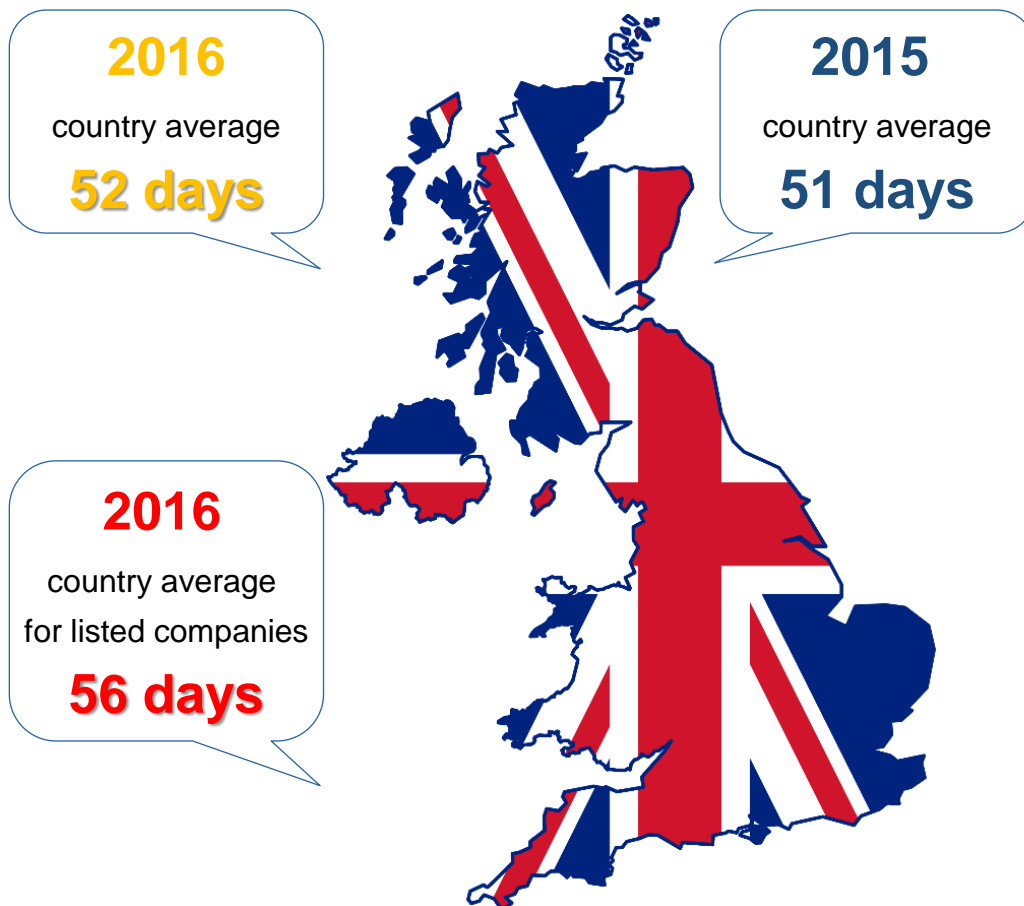 2016
country average
52 days
2015
country average
51 days
2016
country average
for listed companies
56 days